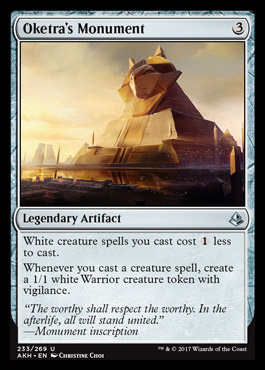 Oketra's Monument 3
Legendary Artifact
White creature spells you cast cost 1 less
to cast.
Whenever you cast a creature spell, create
a 1/1 white Warrior creature token with
vigilance.
“The worthy shall respect the worthy. In the
afterlife, all will stand united.”
—Monument inscription
233/269 U
AKH • EN Christine Choi
™ & © 2017 Wizards of the Coast